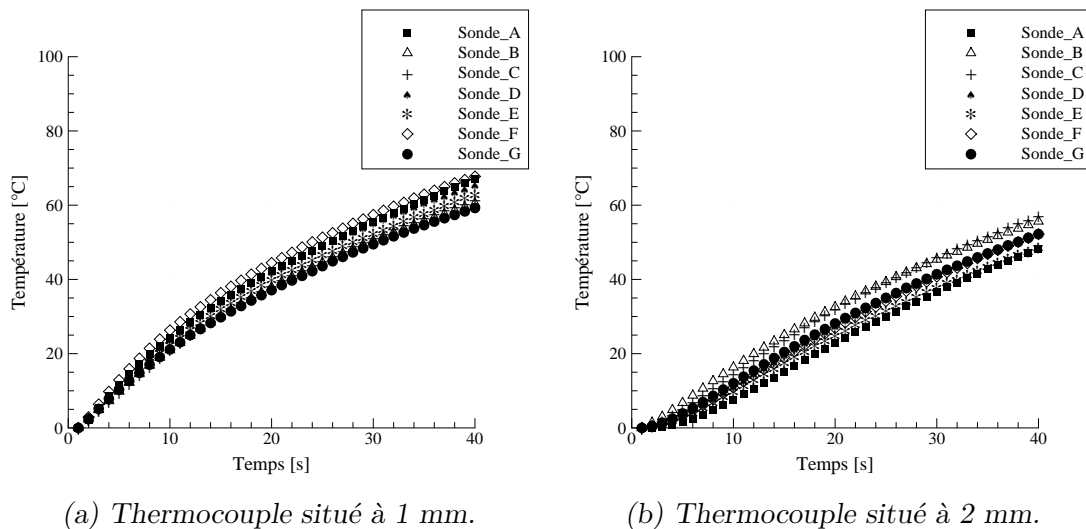 Sonde_A
Sonde_B
Sonde_C
Sonde_D
Sonde_E
Sonde_F
Sonde_G
100
80
60
40
20
0
Température [°C]
0 10 20 30 40
Temps [s]
(a) Thermocouple situé à 1 mm.
Sonde_A
Sonde_B
Sonde_C
Sonde_D
Sonde_E
Sonde_F
Sonde_G
100
80
60
40
20
0
Température [°C]
0 10 20 30 40
Temps [s]
(b) Thermocouple situé à 2 mm.